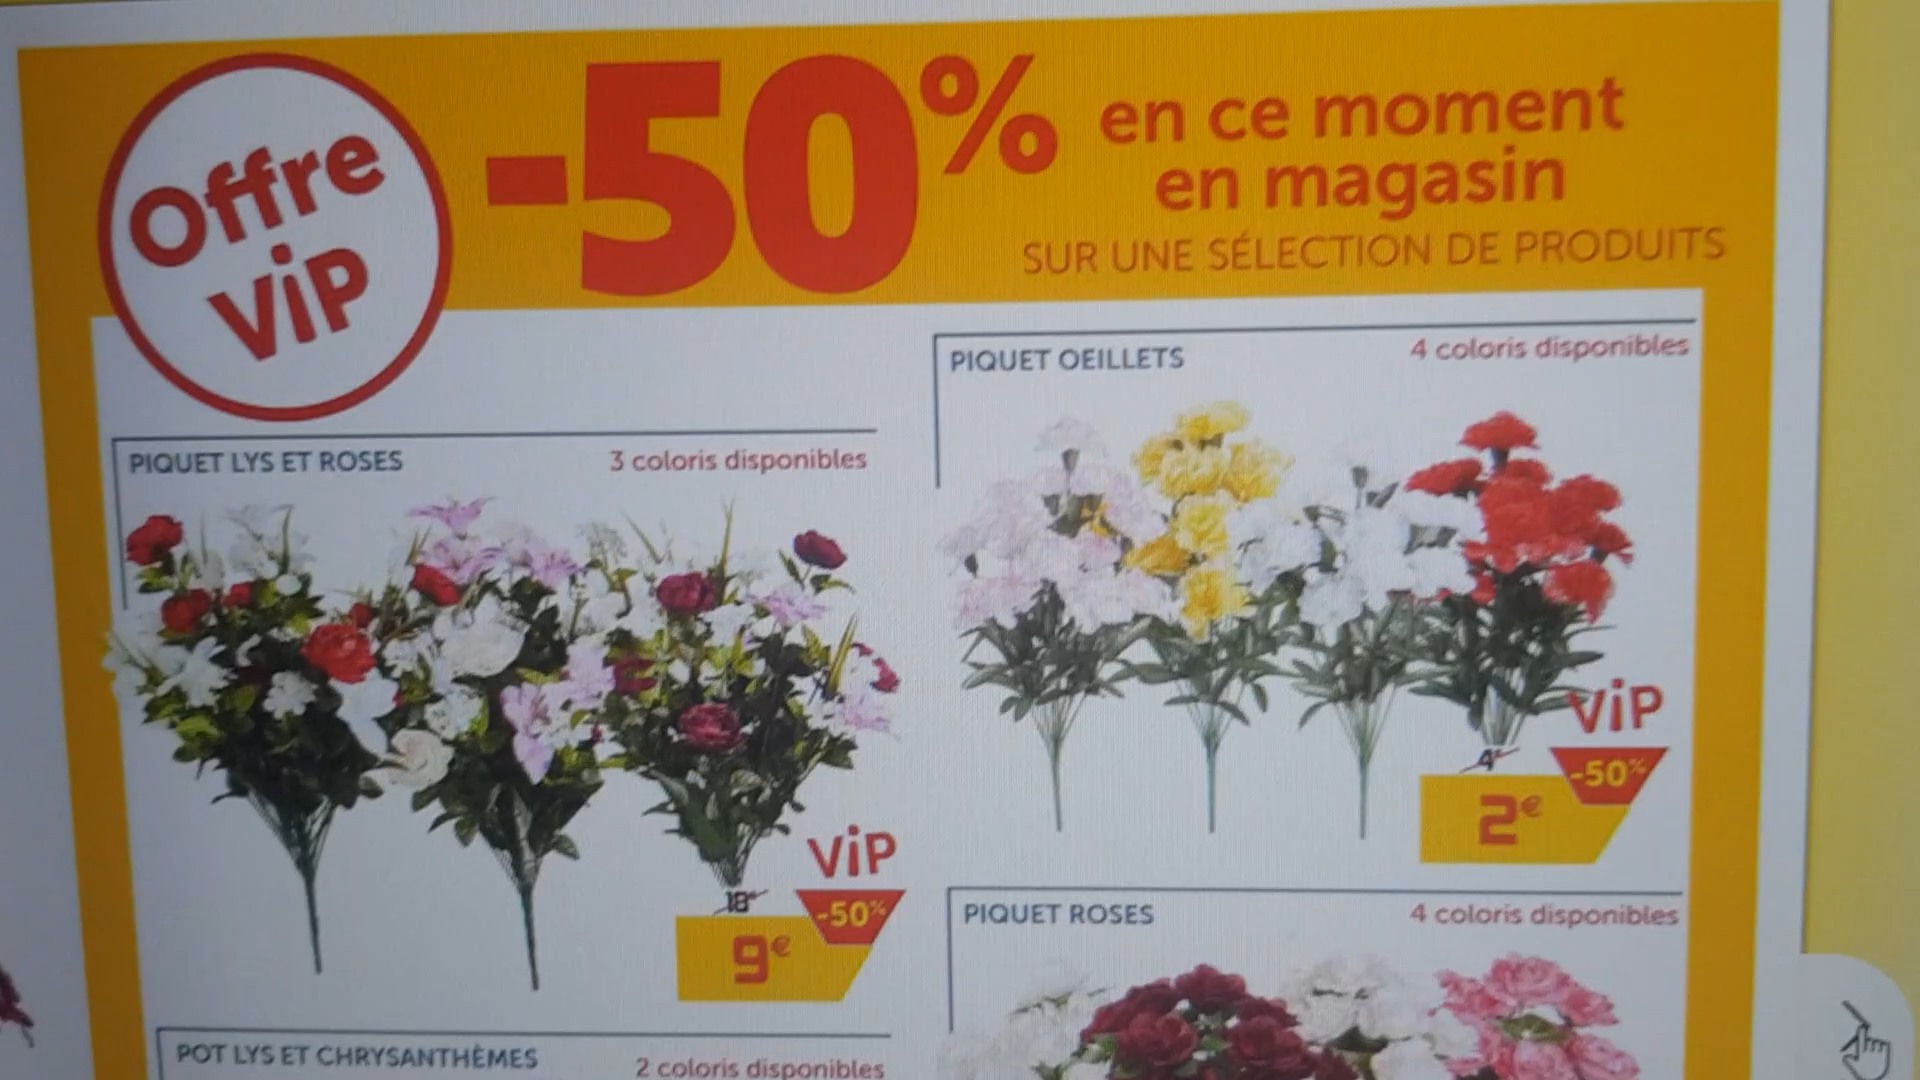 Offre
ViP
-50%
en ce moment
en magasin
SUR UNE SÉLECTION DE PRODUITS
PIQUET LYS ET ROSES
3 coloris disponibles
ViP
18€
-50%
9€
PIQUET OEILLETS
4 coloris disponibles
ViP
4€
-50%
2€
PIQUET ROSES
4 coloris disponibles
POT LYS ET CHRYSANTHÈMES
2 coloris disponibles